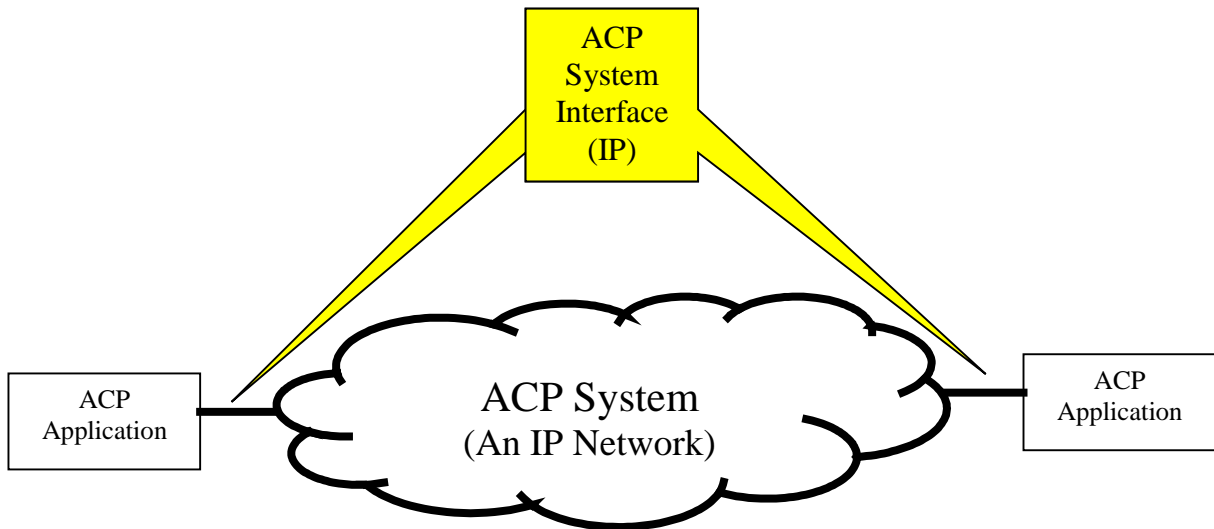 ACP
System
Interface
(IP)
ACP
Application
ACP System
(An IP Network)
ACP
Application